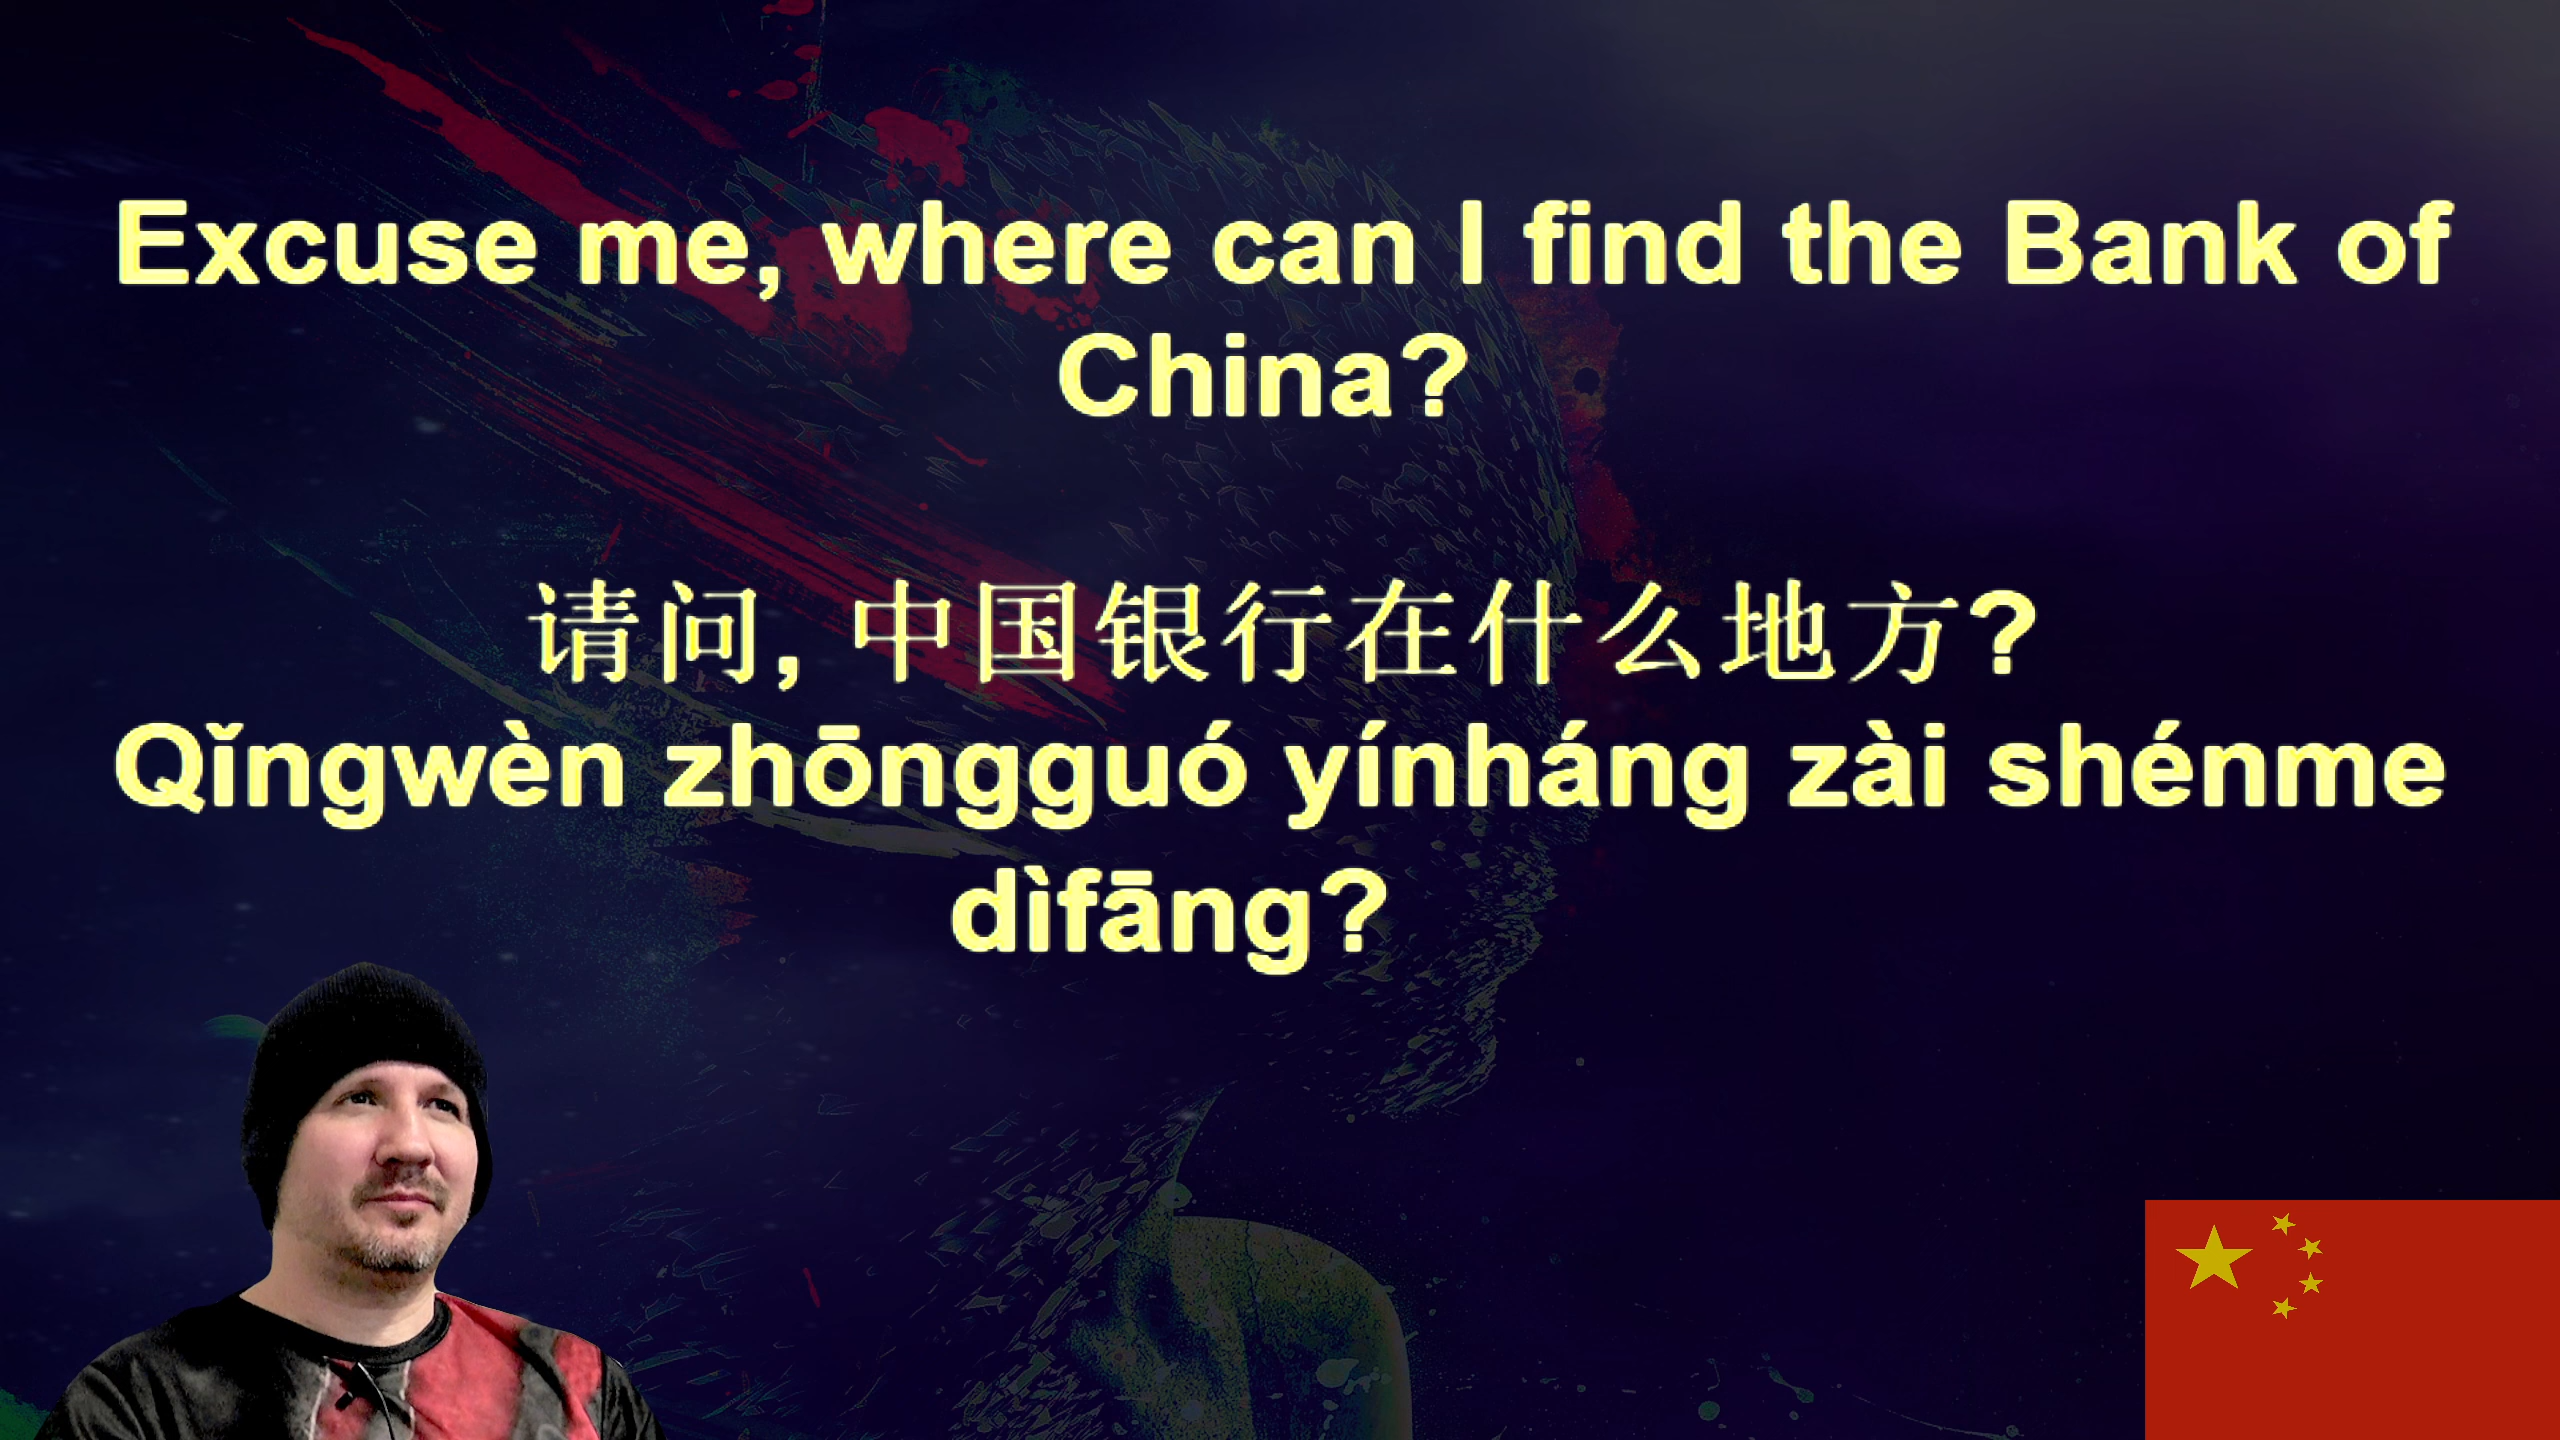 Excuse me, where can I find the Bank of
China?
请问, 中国银行在什么地方?
Qǐngwèn zhōngguó yínháng zài shénme
dìfāng?